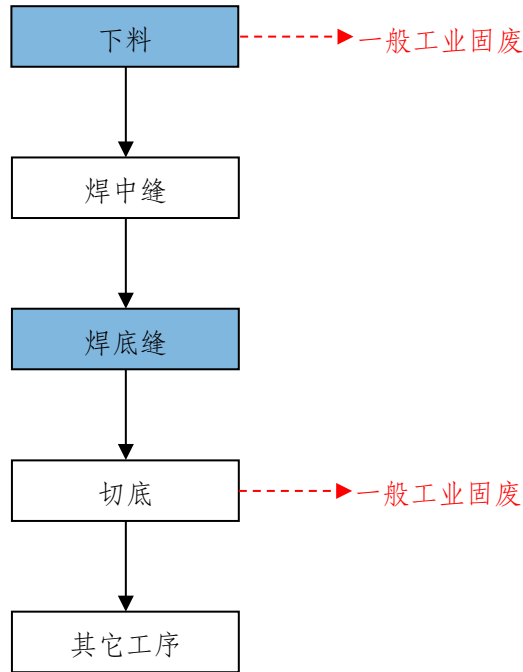 下料
一般工业固废
焊中缝
焊底缝
切底
一般工业固废
其它工序